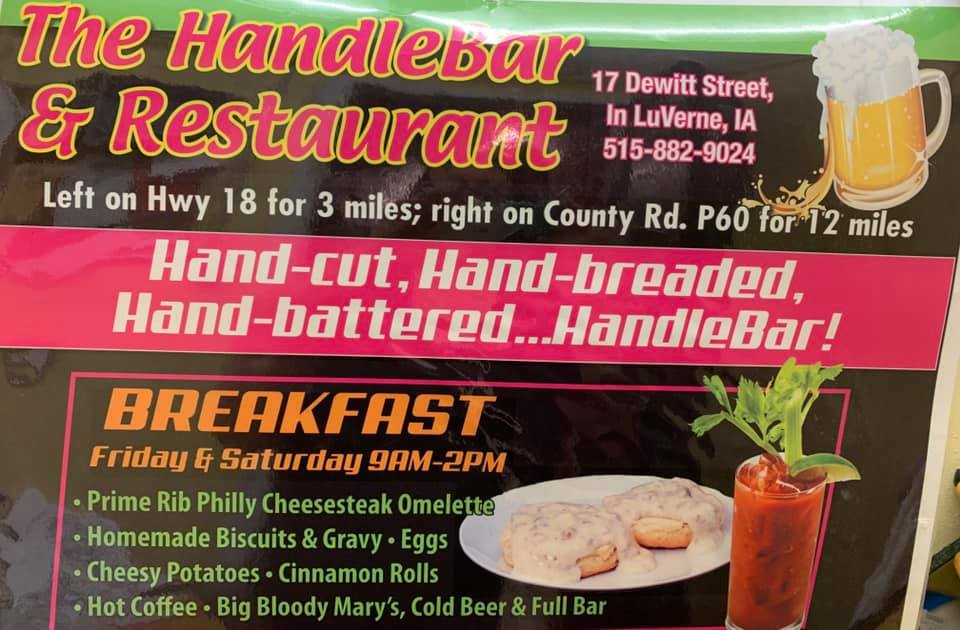 The HandleBar
& Restaurant
17 Dewitt Street,
In LuVerne, IA
515-882-9024
Left on Hwy 18 for 3 miles; right on County Rd. P60 for 12 miles
Hand-cut, Hand-breaded,
Hand-battered...HandleBar!
BREAKFAST
Friday & Saturday 9AM-2PM
• Prime Rib Philly Cheesesteak Omelette
• Homemade Biscuits & Gravy • Eggs
• Cheesy Potatoes • Cinnamon Rolls
• Hot Coffee • Big Bloody Mary's, Cold Beer & Full Bar